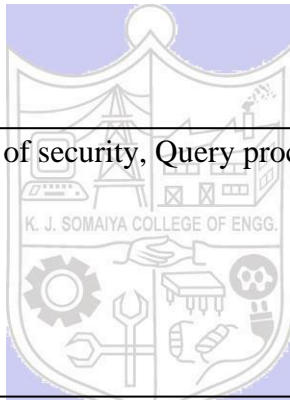 of security, Query proc
K. J. SOMAIYA COLLEGE OF ENGG.